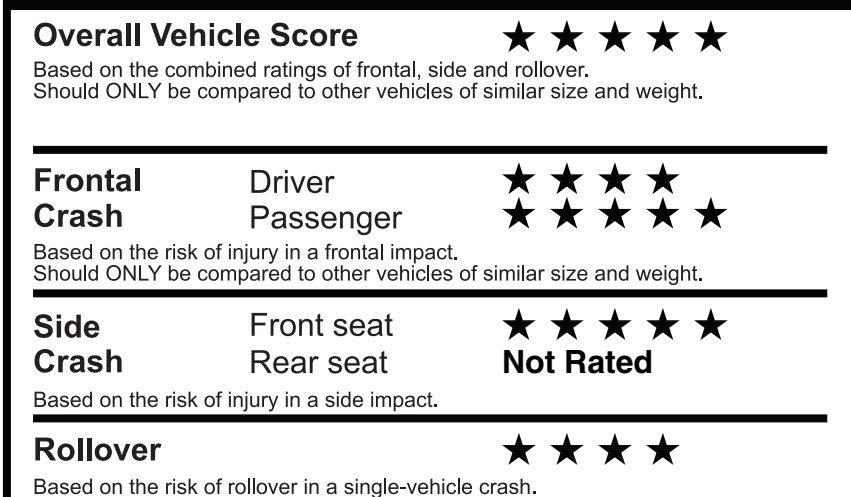 Overall Vehicle Score ★ ★ ★ ★ ★
Based on the combined ratings of frontal, side and rollover.
Should ONLY be compared to other vehicles of similar size and weight.
Frontal Driver ★ ★ ★ ★
Crash Passenger ★ ★ ★ ★ ★
Based on the risk of injury in a frontal impact.
Should ONLY be compared to other vehicles of similar size and weight.
Side Front seat ★ ★ ★ ★ ★
Crash Rear seat Not Rated
Based on the risk of injury in a side impact.
Rollover ★ ★ ★ ★
Based on the risk of rollover in a single-vehicle crash.